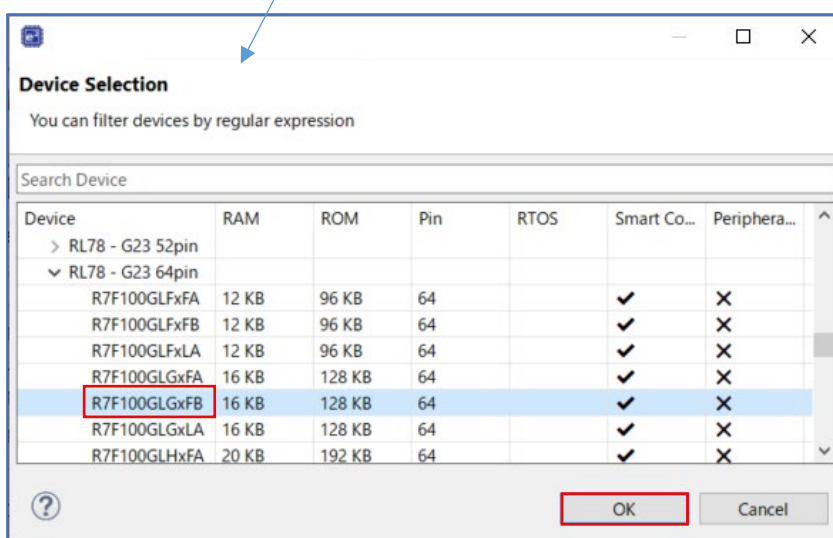 Device Selection
You can filter devices by regular expression
Search Device
Device RAM ROM Pin RTOS Smart Co... Periphera...
RL78 - G23 52pin
RL78 - G23 64pin
R7F100GLFxFA 12 KB 96 KB 64
R7F100GLFxFB 12 KB 96 KB 64
R7F100GLFxLA 12 KB 96 KB 64
R7F100GLGxFA 16 KB 128 KB 64
R7F100GLGxFB 16 KB 128 KB 64
R7F100GLGxLA 16 KB 128 KB 64
R7F100GLHxFA 20 KB 192 KB 64
OK Cancel